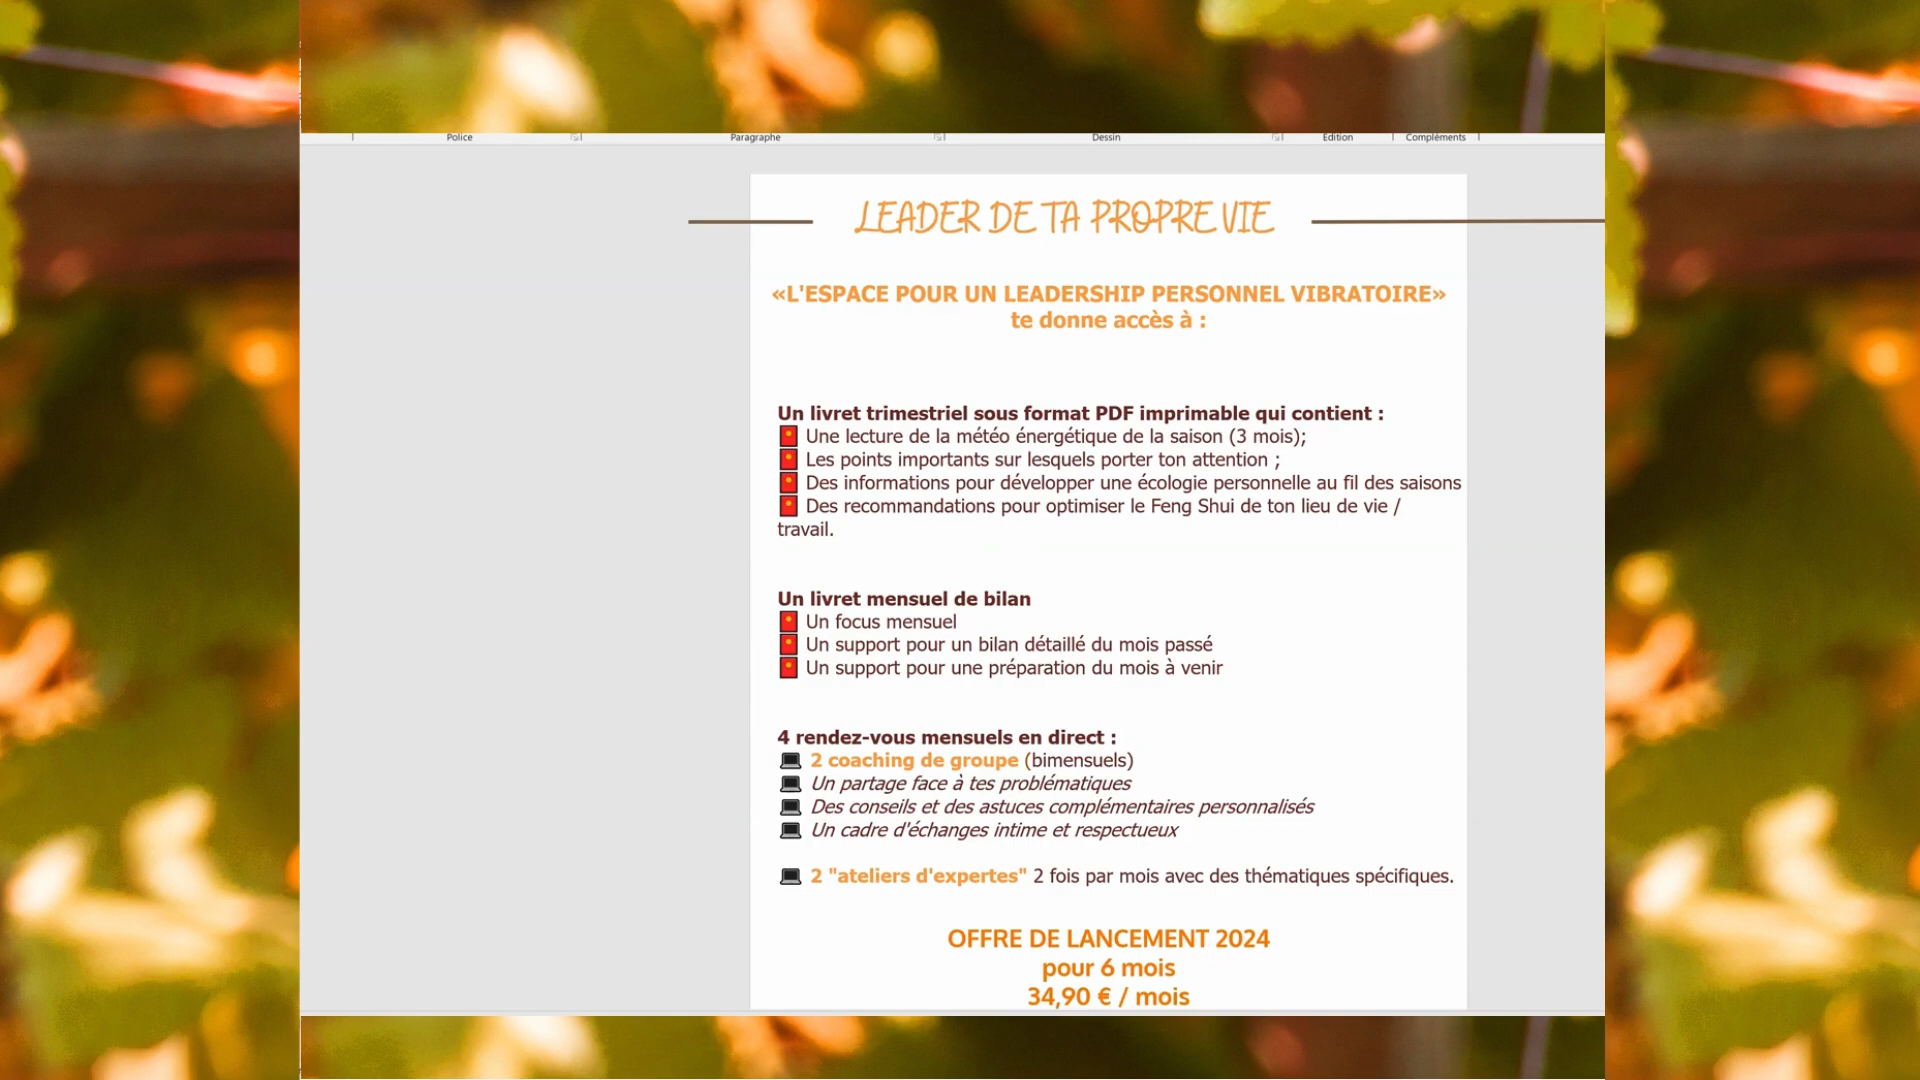 Police Paragraphe Dessin Édition Compléments
LEADER DE TA PROPRE VIE
«L'ESPACE POUR UN LEADERSHIP PERSONNEL VIBRATOIRE»
te donne accès à :
Un livret trimestriel sous format PDF imprimable qui contient :
Une lecture de la météo énergétique de la saison (3 mois);
Les points importants sur lesquels porter ton attention ;
Des informations pour développer une écologie personnelle au fil des saisons
Des recommandations pour optimiser le Feng Shui de ton lieu de vie /
travail.
Un livret mensuel de bilan
Un focus mensuel
Un support pour un bilan détaillé du mois passé
Un support pour une préparation du mois à venir
4 rendez-vous mensuels en direct :
2 coaching de groupe (bimensuels)
Un partage face à tes problématiques
Des conseils et des astuces complémentaires personnalisés
Un cadre d'échanges intime et respectueux
2 "ateliers d'expertes" 2 fois par mois avec des thématiques spécifiques.
OFFRE DE LANCEMENT 2024
pour 6 mois
34,90 € / mois